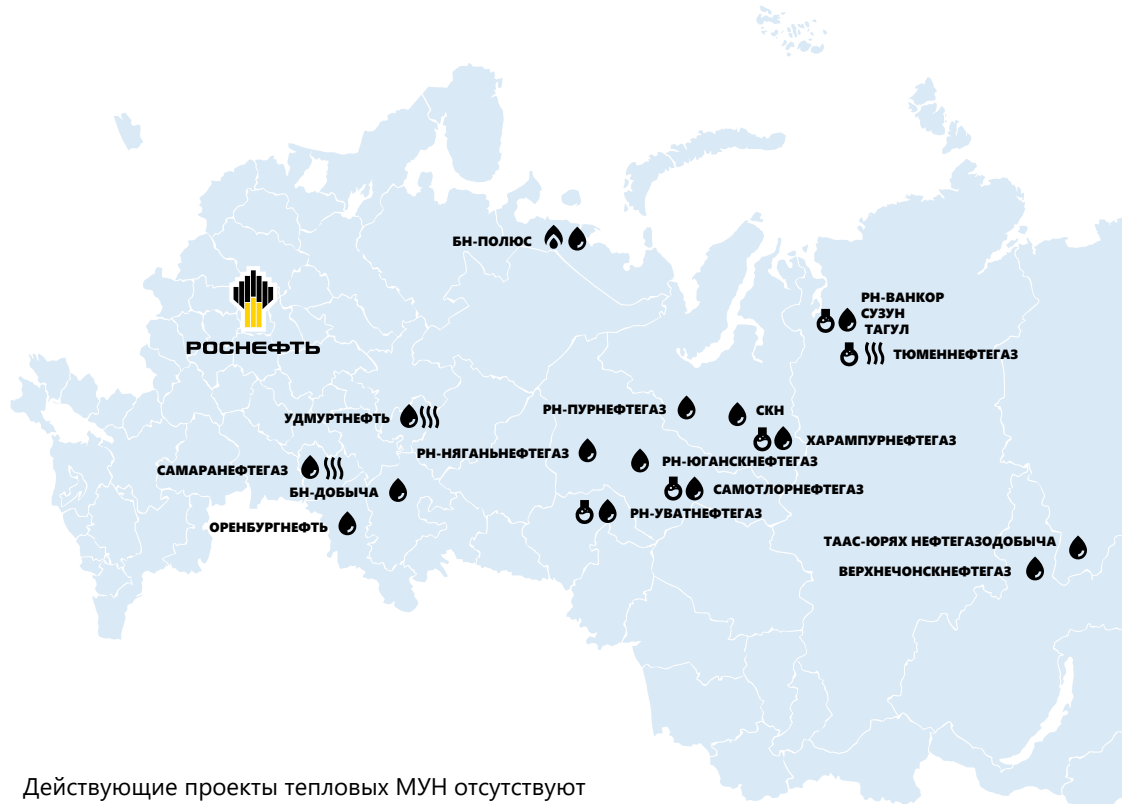 БН-ПОЛЮС
РН-ВАНКОР
СУЗУН
ТАГУЛ
РОСНЕФТЬ
ТЮМЕННЕФТЕГАЗ
УДМУРТНЕФТЬ
РН-ПУРНЕФТЕГАЗ
СКН
ХАРАМПУРНЕФТЕГАЗ
РН-НЯГАНЬНЕФТЕГАЗ
РН-ЮГАНСКНЕФТЕГАЗ
САМАРАНЕФТЕГАЗ
БН-ДОБЫЧА
САМОТЛОРНЕФТЕГАЗ
РН-УВАТНЕФТЕГАЗ
ОРЕНБУРГНЕФТЬ
ТААС-ЮРЯХ НЕФТЕГАЗОДОБЫЧА
ВЕРХНЕЧОНСКНЕФТЕГАЗ
Действующие проекты тепловых МУН отсутствуют